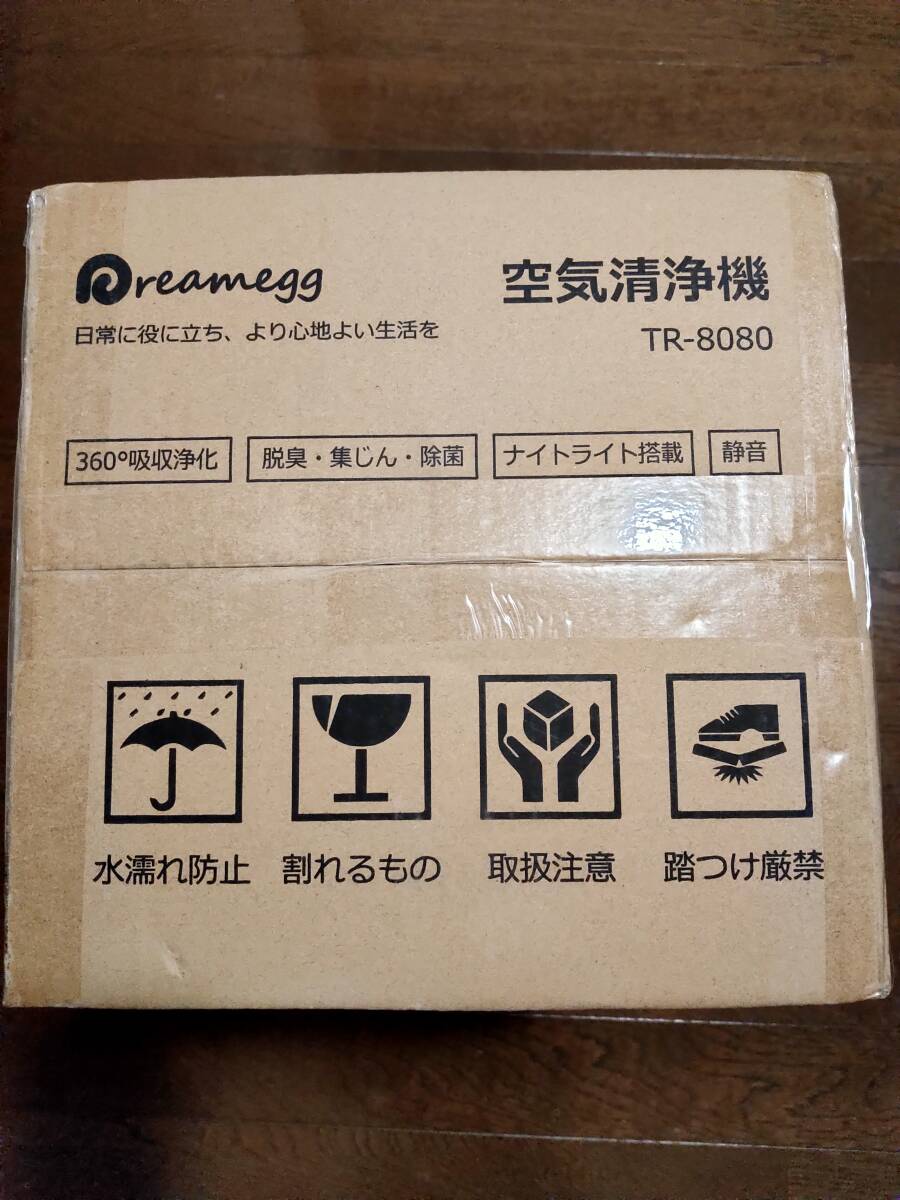 Dreamegg
空気清浄機
日常に役に立ち、より心地よい生活を
TR-8080
360°吸収浄化
脱臭・集じん・除菌
ナイトライト搭載
静音
水濡れ防止
割れるもの
取扱注意
踏つけ厳禁